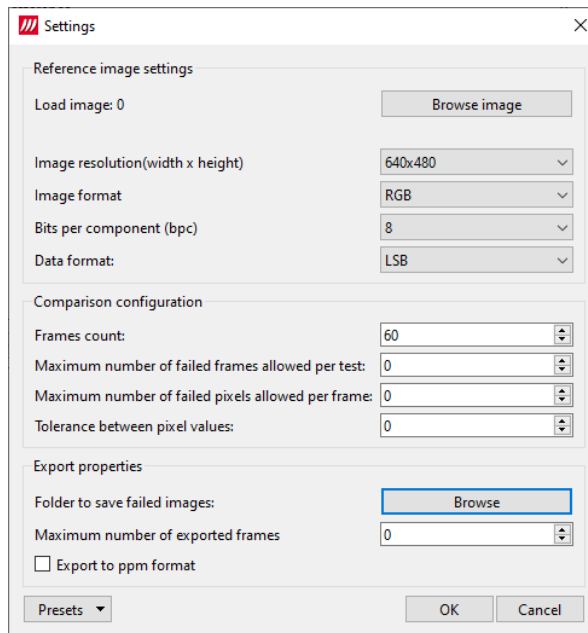 Settings
Reference image settings
Load image: 0 Browse image
Image resolution(width x height) 640x480
Image format RGB
Bits per component (bpc) 8
Data format: LSB
Comparison configuration
Frames count: 60
Maximum number of failed frames allowed per test: 0
Maximum number of failed pixels allowed per frame: 0
Tolerance between pixel values: 0
Export properties
Folder to save failed images: Browse
Maximum number of exported frames 0
Export to ppm format
Presets OK Cancel